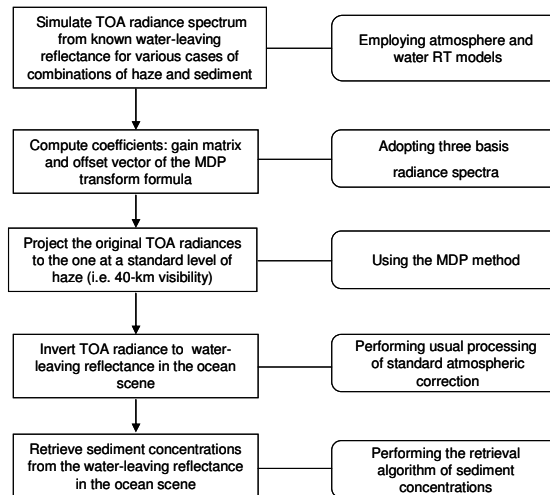 Simulate TOA radiance spectrum
from known water-leaving
reflectance for various cases of
combinations of haze and sediment
Employing atmosphere and
water RT models
Compute coefficients: gain matrix
and offset vector of the MDP
transform formula
Adopting three basis
radiance spectra
Project the original TOA radiances
to the one at a standard level of
haze (i.e. 40-km visibility)
Using the MDP method
Invert TOA radiance to water-
leaving reflectance in the ocean
scene
Performing usual processing
of standard atmospheric
correction
Retrieve sediment concentrations
from the water-leaving reflectance
in the ocean scene
Performing the retrieval
algorithm of sediment
concentrations